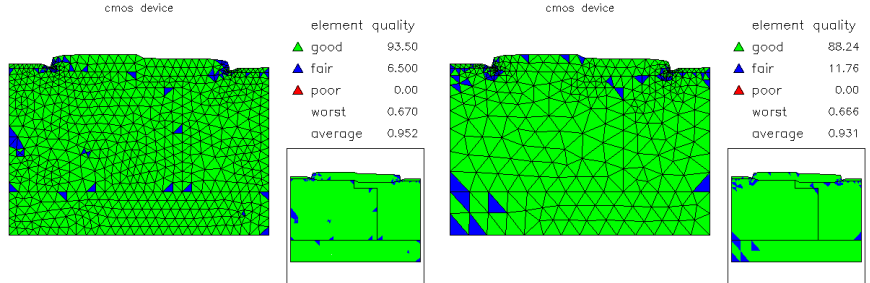 cmos device
element quality
good 93.50
fair 6.500
poor 0.00
worst 0.670
average 0.952
cmos device
element quality
good 88.24
fair 11.76
poor 0.00
worst 0.666
average 0.931